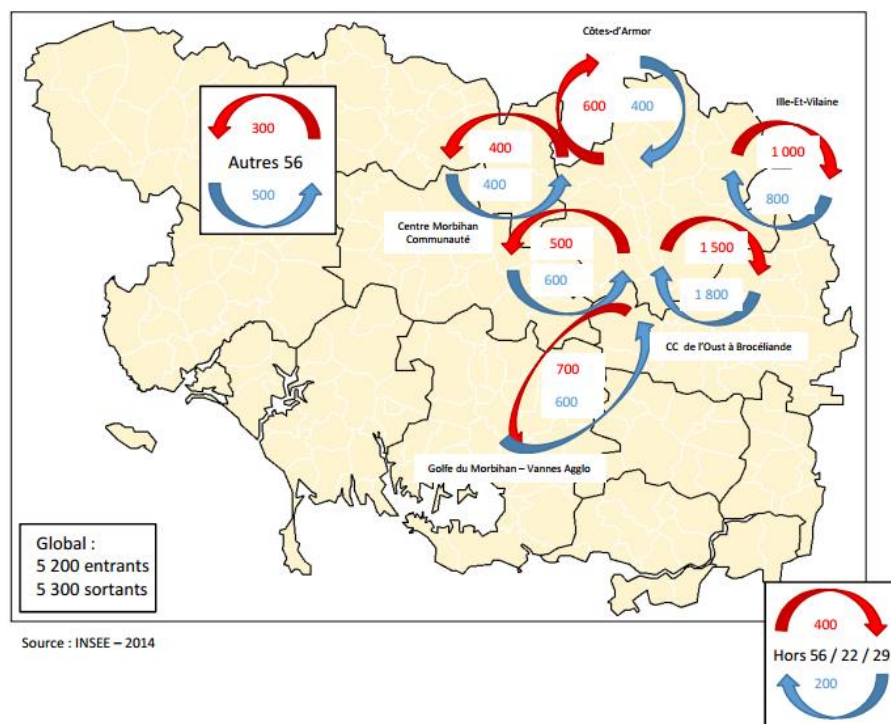 Côtes-d'Armor
600 400
Ille-Et-Vilaine
1 000
800
300
Autres 56
500
400
400
Centre Morbihan
Communauté
500
600
1 500
1 800
CC de l'Oust à Brocéliande
700
600
Golfe du Morbihan – Vannes Agglo
Global :
5 200 entrants
5 300 sortants
Source : INSEE – 2014
400
Hors 56 / 22 / 29
200